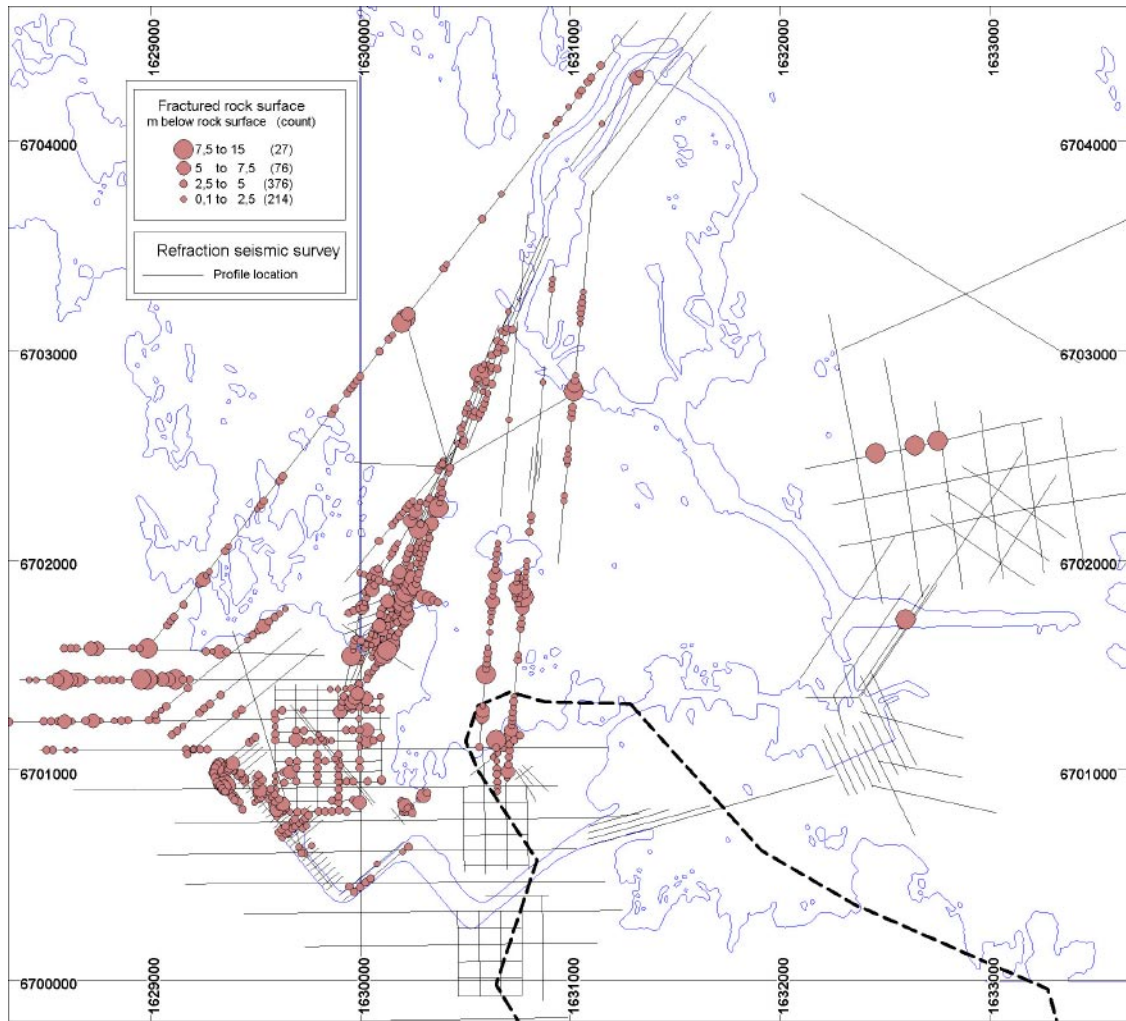 1629000
1630000
1631000
1632000
1633000
Fractured rock surface
m below rock surface (count)
7,5 to 15 (27)
5 to 7,5 (76)
2,5 to 5 (376)
0,1 to 2,5 (214)
Refraction seismic survey
Profile location
6704000
6704000
6703000
6703000
6702000
6702000
6701000
6701000
6700000
6700000
1629000
1630000
1631000
1632000
1633000